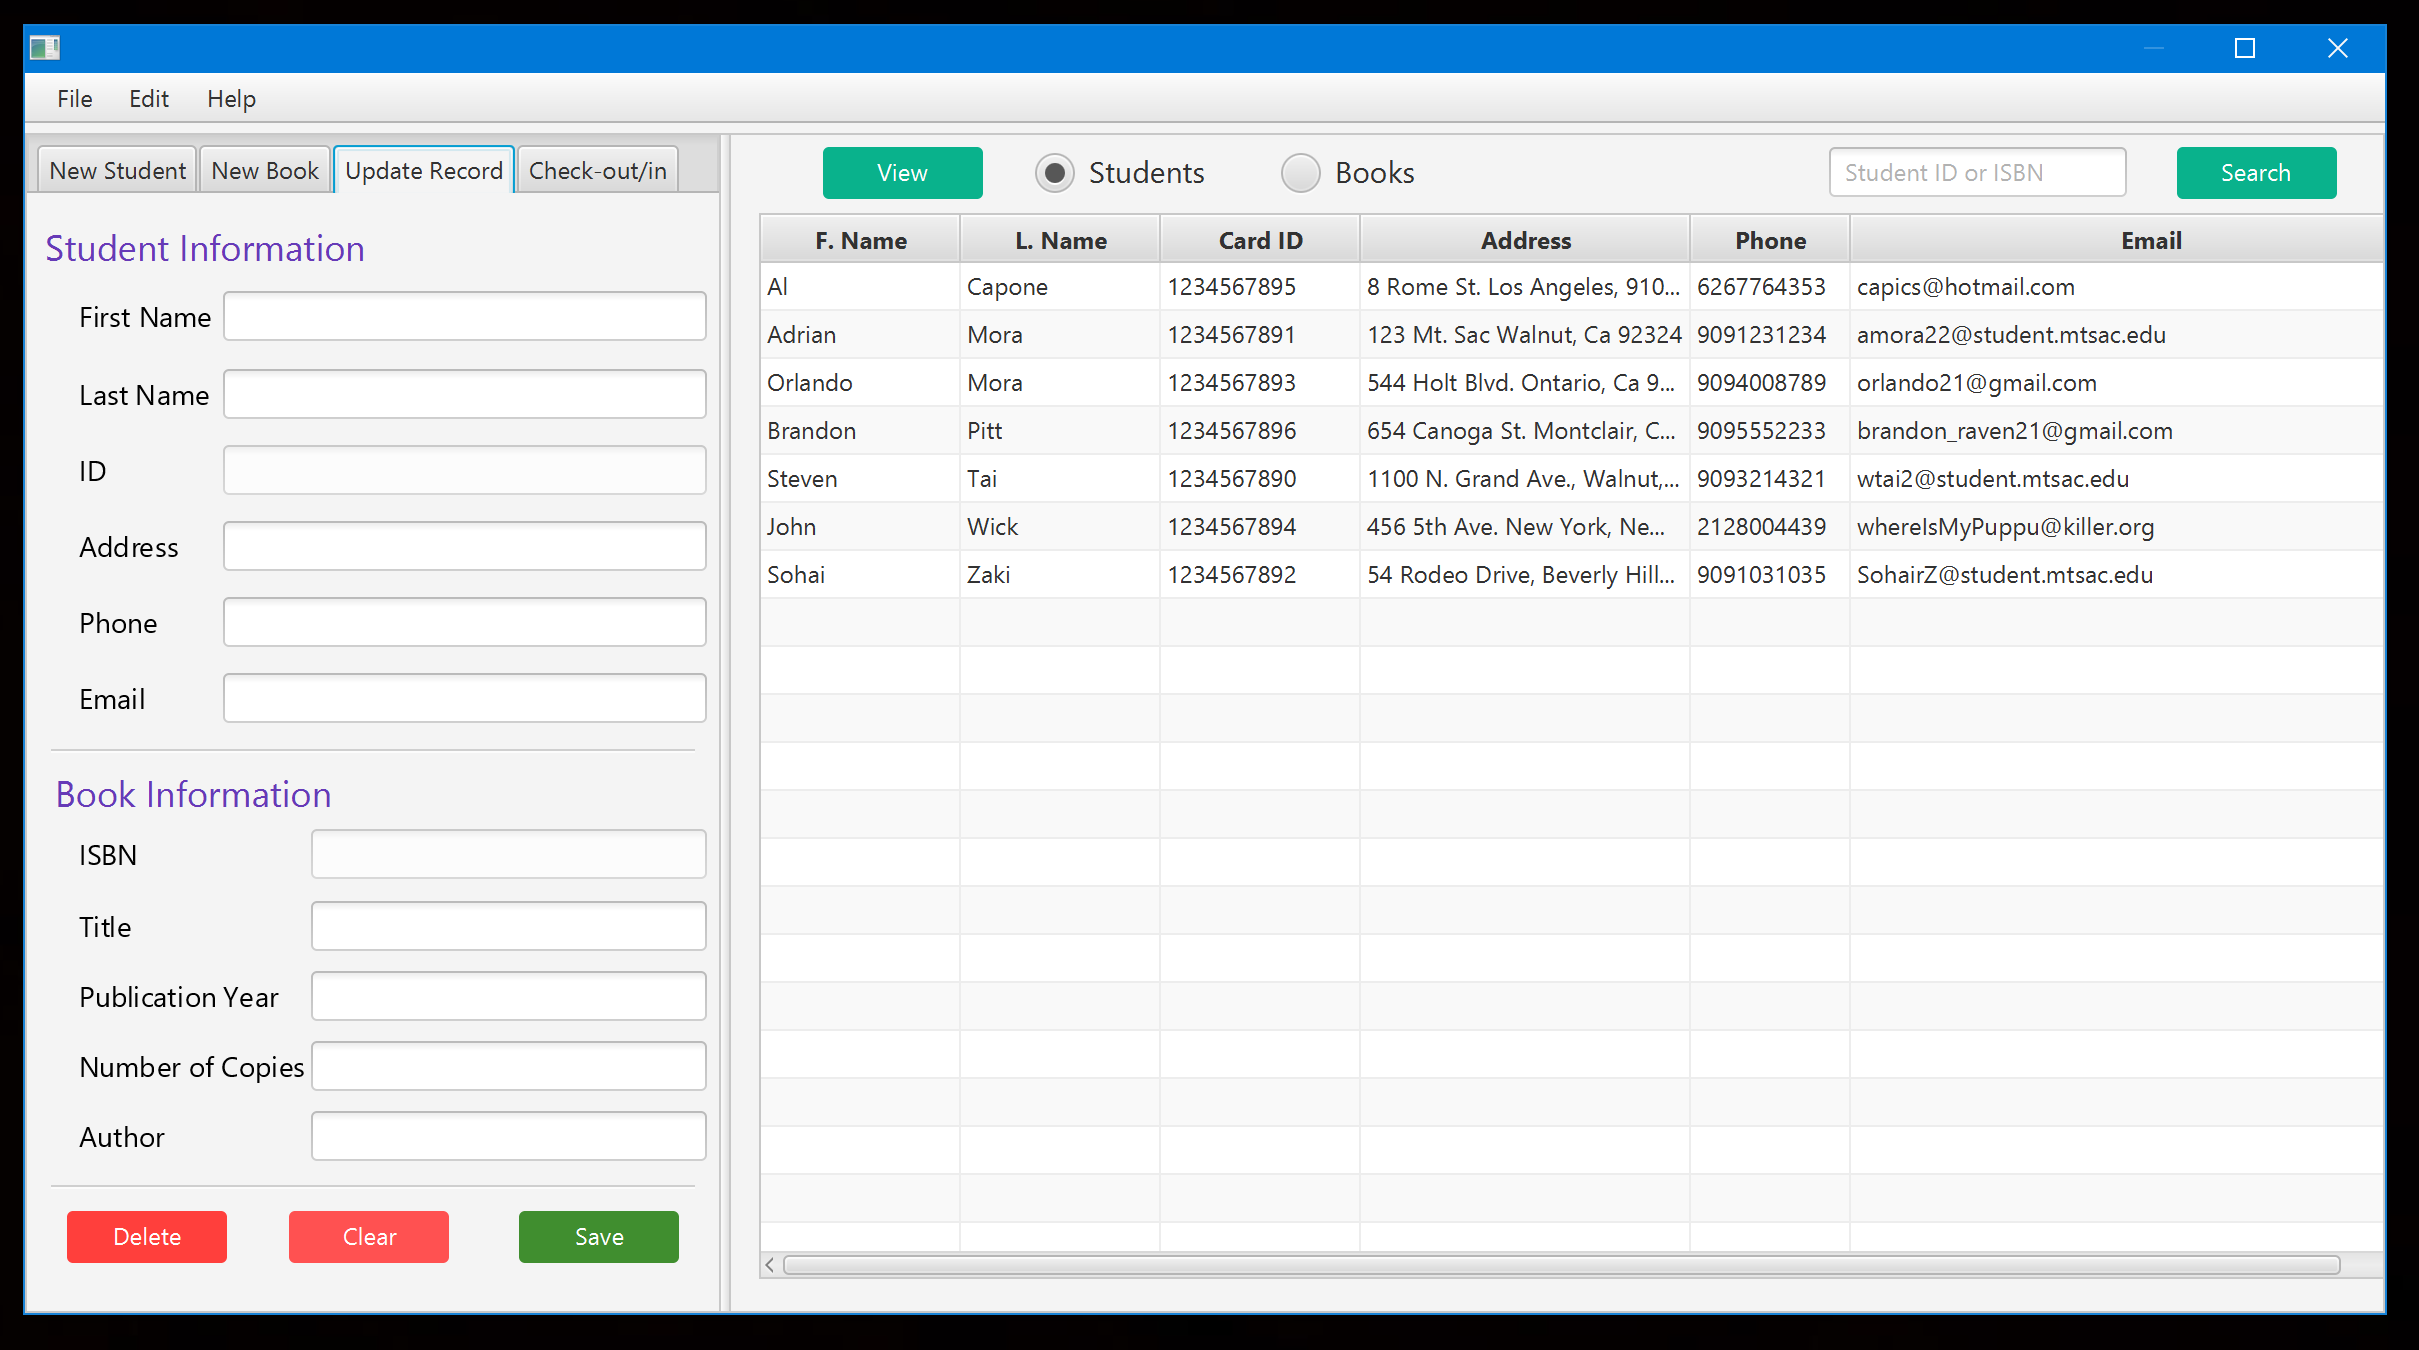 File Edit Help
New Student New Book Update Record Check-out/in
View Students Books Student ID or ISBN Search
Student Information
First Name
Last Name
ID
Address
Phone
Email
Book Information
ISBN
Title
Publication Year
Number of Copies
Author
Delete Clear Save
F. Name L. Name Card ID Address Phone Email
Al Capone 1234567895 8 Rome St. Los Angeles, 910... 6267764353 capics@hotmail.com
Adrian Mora 1234567891 123 Mt. Sac Walnut, Ca 92324 9091231234 amora22@student.mtsac.edu
Orlando Mora 1234567893 544 Holt Blvd. Ontario, Ca 9... 9094008789 orlando21@gmail.com
Brandon Pitt 1234567896 654 Canoga St. Montclair, C... 9095552233 brandon_raven21@gmail.com
Steven Tai 1234567890 1100 N. Grand Ave., Walnut,... 9093214321 wtai2@student.mtsac.edu
John Wick 1234567894 456 5th Ave. New York, Ne... 2128004439 whereIsMyPuppu@killer.org
Sohai Zaki 1234567892 54 Rodeo Drive, Beverly Hill... 9091031035 SohairZ@student.mtsac.edu